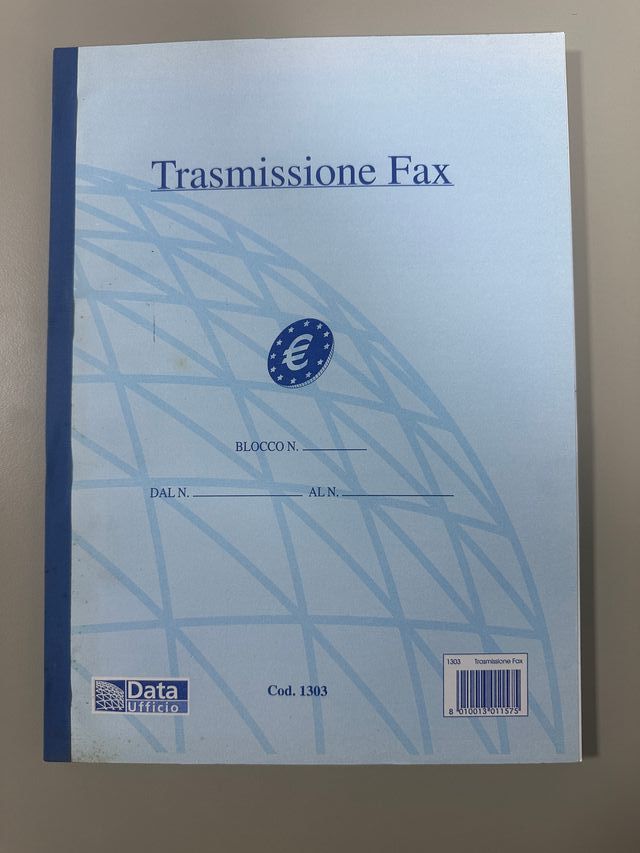 Trasmissione Fax
€
BLOCCO N.
DAL N. AL N.
Data
Ufficio
Cod. 1303
1303 Trasmissione Fax
8 010013 011575